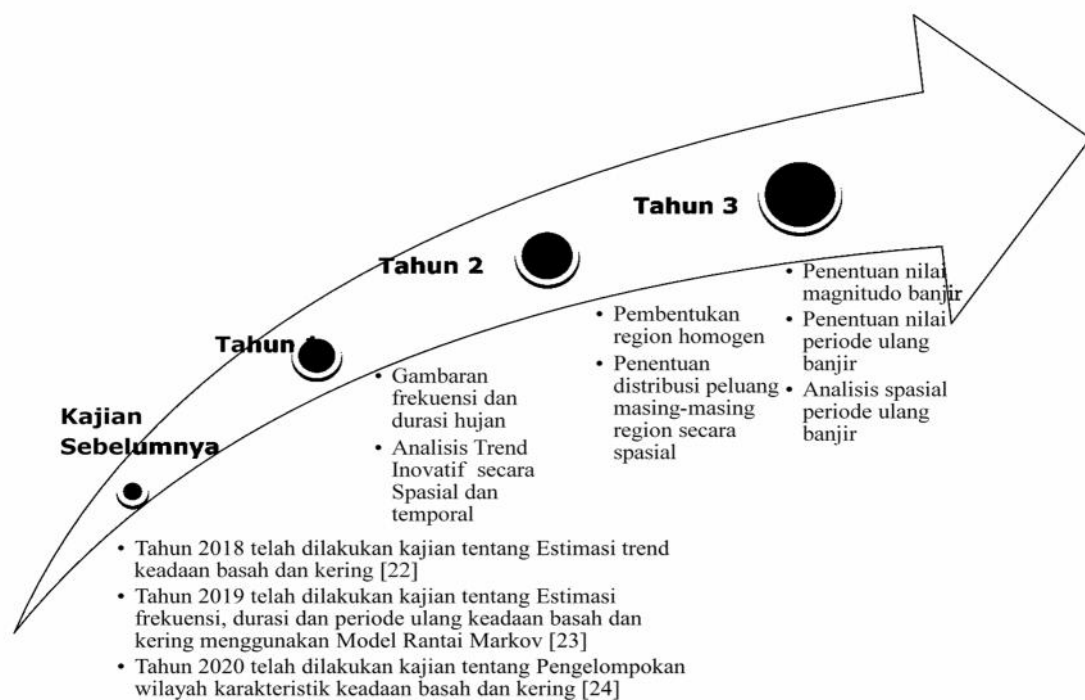 Kajian
Sebelumnya
• Tahun 2018 telah dilakukan kajian tentang Estimasi trend
keadaan basah dan kering [22]
• Tahun 2019 telah dilakukan kajian tentang Estimasi
frekuensi, durasi dan periode ulang keadaan basah dan
kering menggunakan Model Rantai Markov [23]
• Tahun 2020 telah dilakukan kajian tentang Pengelompokan
wilayah karakteristik keadaan basah dan kering [24]
Tahun
• Gambaran
frekuensi dan
durasi hujan
• Analisis Trend
Inovatif secara
Spasial dan
temporal
Tahun 2
• Pembentukan
region homogen
• Penentuan
distribusi peluang
masing-masing
region secara
spasial
Tahun 3
• Penentuan nilai
magnitudo banjir
• Penentuan nilai
periode ulang
banjir
• Analisis spasial
periode ulang
banjir